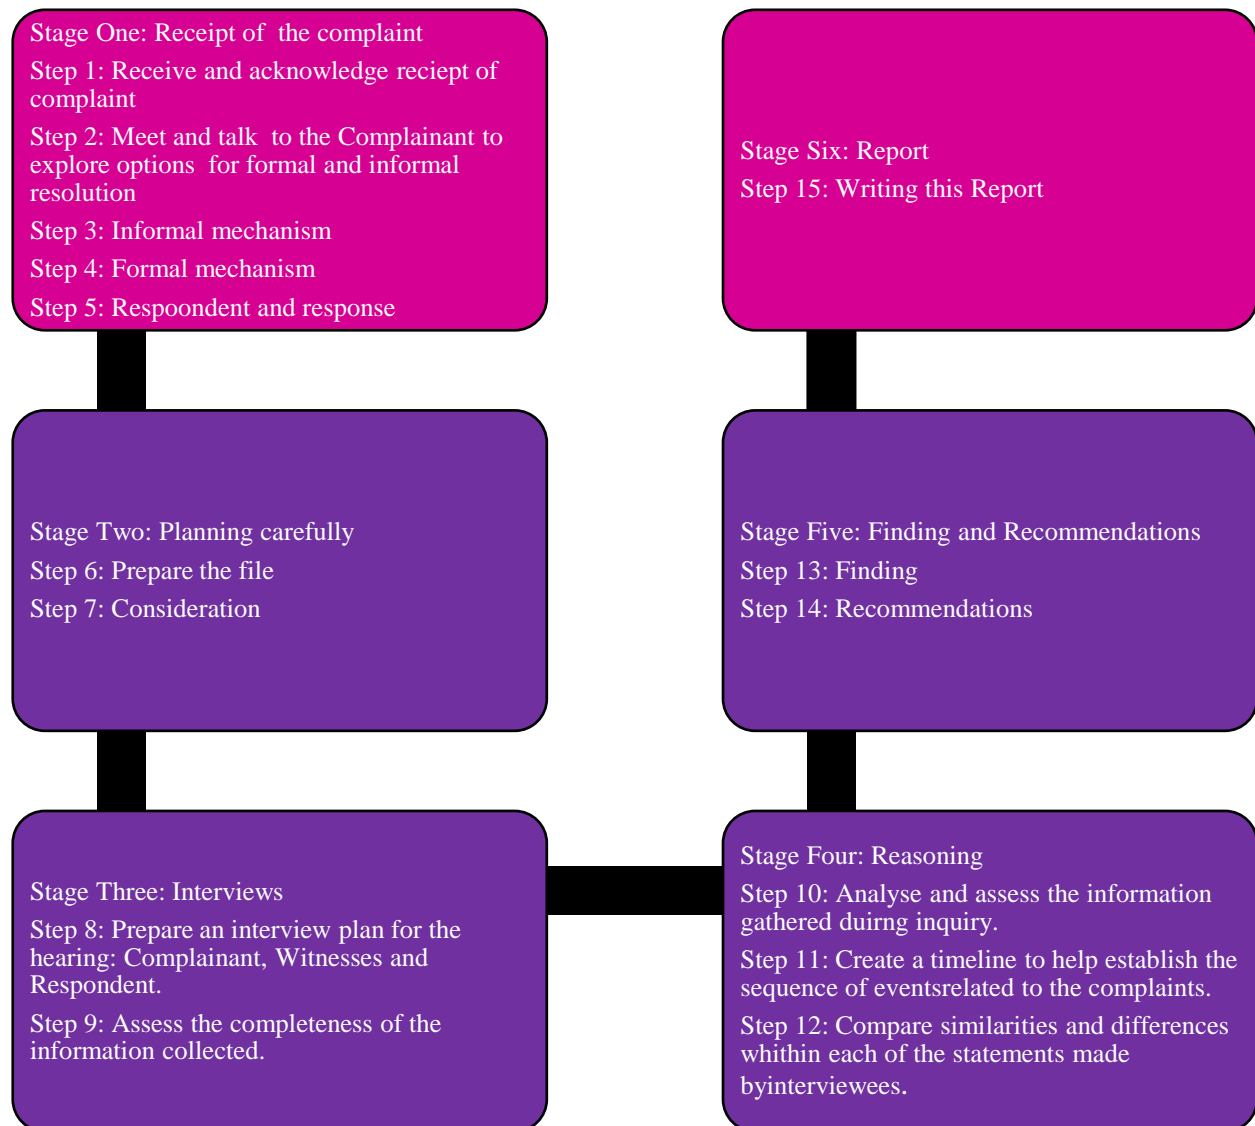 Stage One: Receipt of the complaint
Step 1: Receive and acknowledge reciept of
complaint
Step 2: Meet and talk to the Complainant to
explore options for formal and informal
resolution
Step 3: Informal mechanism
Step 4: Formal mechanism
Step 5: Respoondent and response
Stage Two: Planning carefully
Step 6: Prepare the file
Step 7: Consideration
Stage Three: Interviews
Step 8: Prepare an interview plan for the
hearing: Complainant, Witnesses and
Respondent.
Step 9: Assess the completeness of the
information collected.
Stage Four: Reasoning
Step 10: Analyse and assess the information
gathered duirng inquiry.
Step 11: Create a timeline to help establish the
sequence of eventsrelated to the complaints.
Step 12: Compare similarities and differences
whithin each of the statements made
byinterviewees.
Stage Five: Finding and Recommendations
Step 13: Finding
Step 14: Recommendations
Stage Six: Report
Step 15: Writing this Report